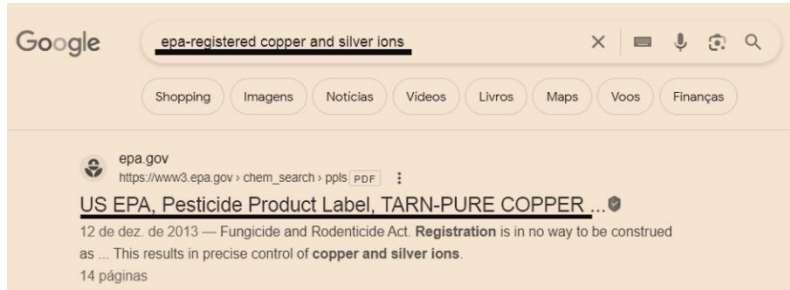 Google
epa-registered copper and silver ions
Shopping Imagens Notícias Vídeos Livros Maps Voos Finanças
epa.gov
https://www3.epa.gov › chem_search › ppls PDF
US EPA, Pesticide Product Label, TARN-PURE COPPER ...
12 de dez. de 2013 — Fungicide and Rodenticide Act. Registration is in no way to be construed
as ... This results in precise control of copper and silver ions.
14 páginas